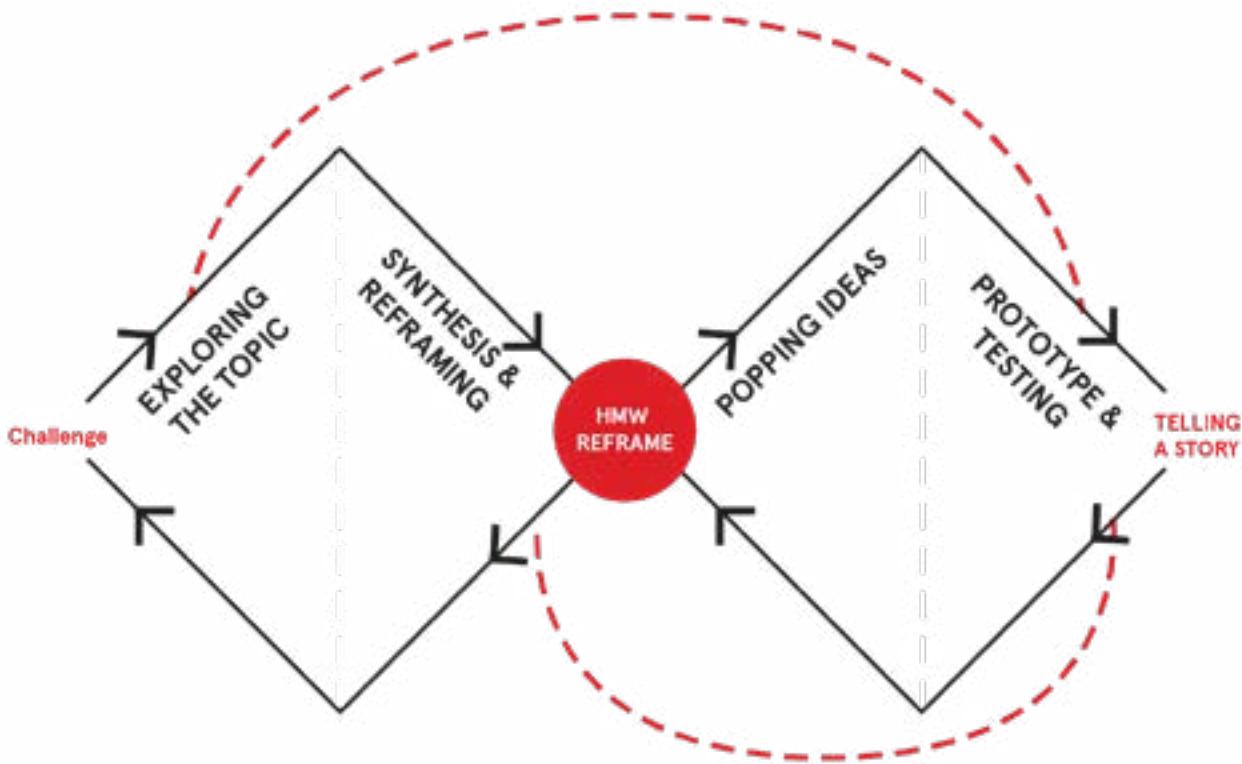 Challenge
EXPLORING
THE TOPIC
SYNTHESIS &
REFRAMING
HMW
REFRAME
POPPING IDEAS
PROTOTYPE &
TESTING
TELLING
A STORY